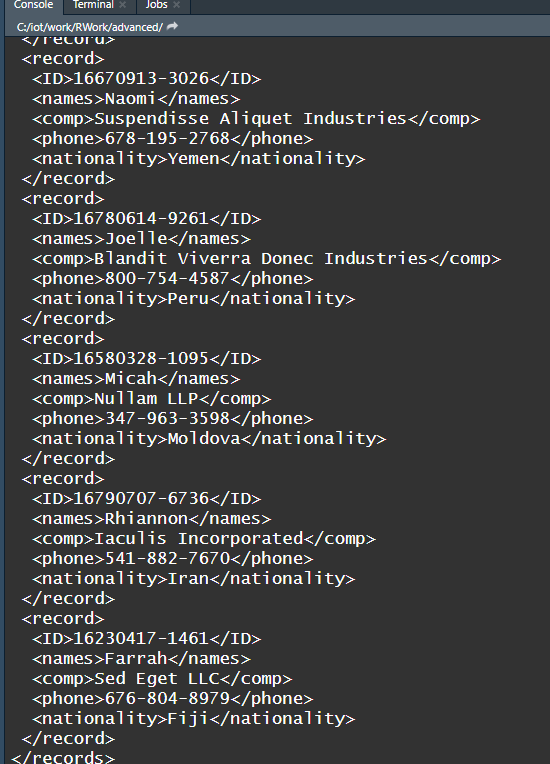 Console Terminal Jobs
C:/iot/work/RWork/advanced/
</record>
<record>
<ID>16670913-3026</ID>
<names>Naomi</names>
<comp>Suspendisse Aliquet Industries</comp>
<phone>678-195-2768</phone>
<nationality>Yemen</nationality>
</record>
<record>
<ID>16780614-9261</ID>
<names>Joelle</names>
<comp>Blandit Viverra Donec Industries</comp>
<phone>800-754-4587</phone>
<nationality>Peru</nationality>
</record>
<record>
<ID>16580328-1095</ID>
<names>Micah</names>
<comp>Nullam LLP</comp>
<phone>347-963-3598</phone>
<nationality>Moldova</nationality>
</record>
<record>
<ID>16790707-6736</ID>
<names>Rhiannon</names>
<comp>Iaculis Incorporated</comp>
<phone>541-882-7670</phone>
<nationality>Iran</nationality>
</record>
<record>
<ID>16230417-1461</ID>
<names>Farrah</names>
<comp>Sed Eget LLC</comp>
<phone>676-804-8979</phone>
<nationality>Fiji</nationality>
</record>
</records>